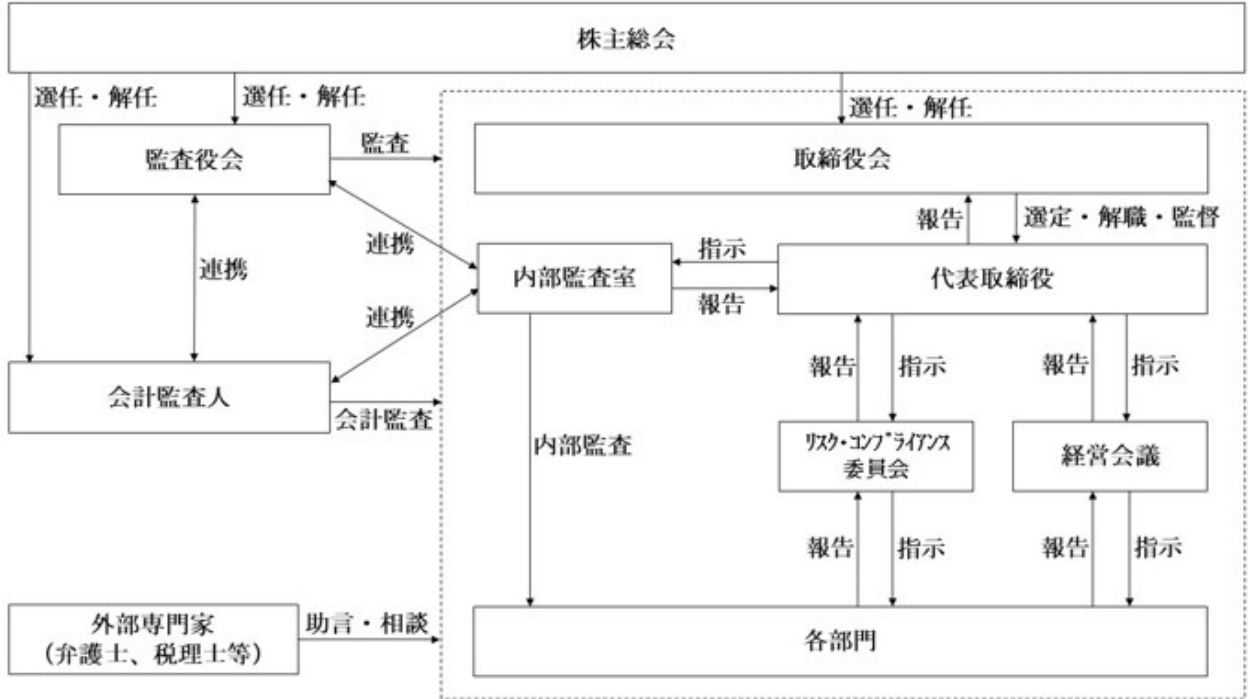 株主総会
選任・解任
選任・解任
選任・解任
監査役会
監査
取締役会
報告
選定・解職・監督
連携
連携
指示
内部監査室
代表取締役
報告
連携
報告
指示
報告
指示
会計監査人
会計監査
内部監査
リスク・コンプライアンス
委員会
経営会議
報告
指示
報告
指示
外部専門家
(弁護士、税理士等)
助言・相談
各部門